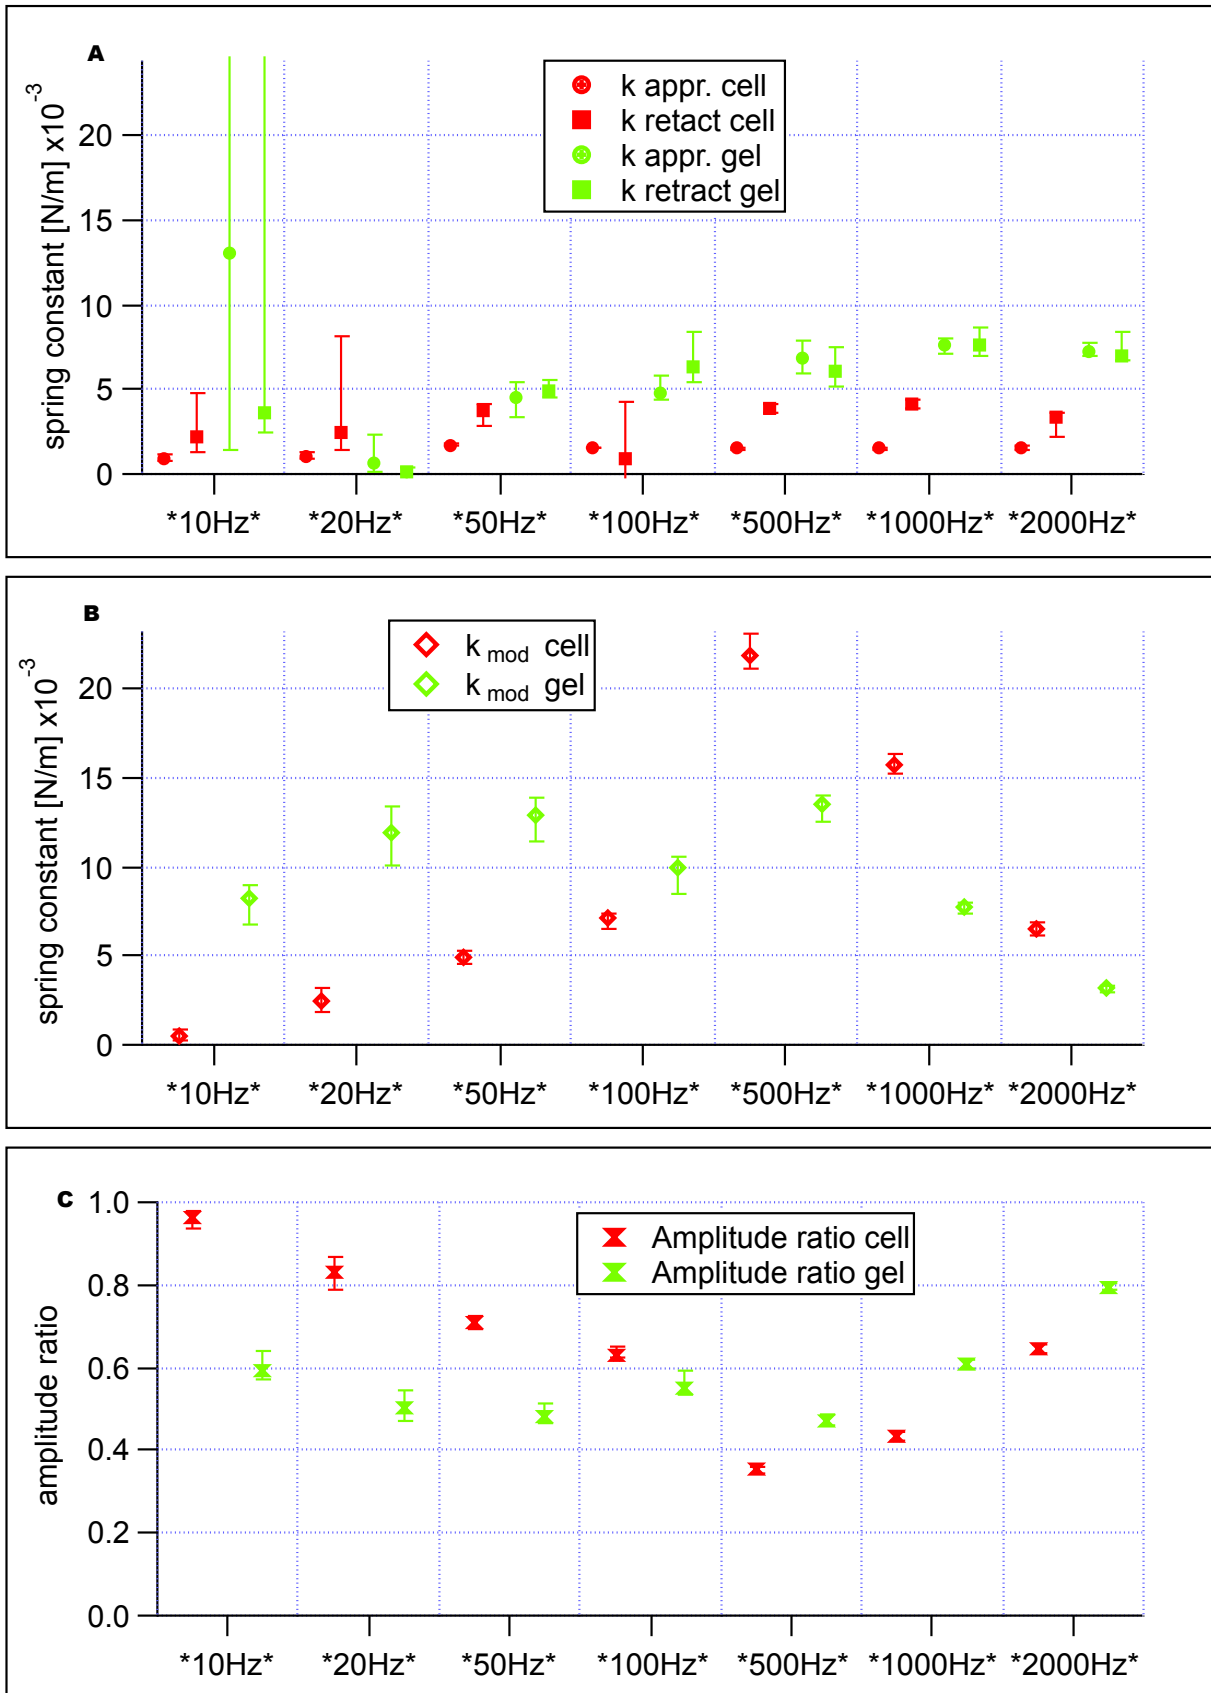 A
spring constant [N/m] x10⁻³
20
15
10
5
0
k appr. cell
k retact cell
k appr. gel
k retract gel
*10Hz* *20Hz* *50Hz* *100Hz* *500Hz* *1000Hz* *2000Hz*
B
spring constant [N/m] x10⁻³
20
15
10
5
0
k mod cell
k mod gel
*10Hz* *20Hz* *50Hz* *100Hz* *500Hz* *1000Hz* *2000Hz*
C
amplitude ratio
1.0
0.8
0.6
0.4
0.2
0.0
Amplitude ratio cell
Amplitude ratio gel
*10Hz* *20Hz* *50Hz* *100Hz* *500Hz* *1000Hz* *2000Hz*